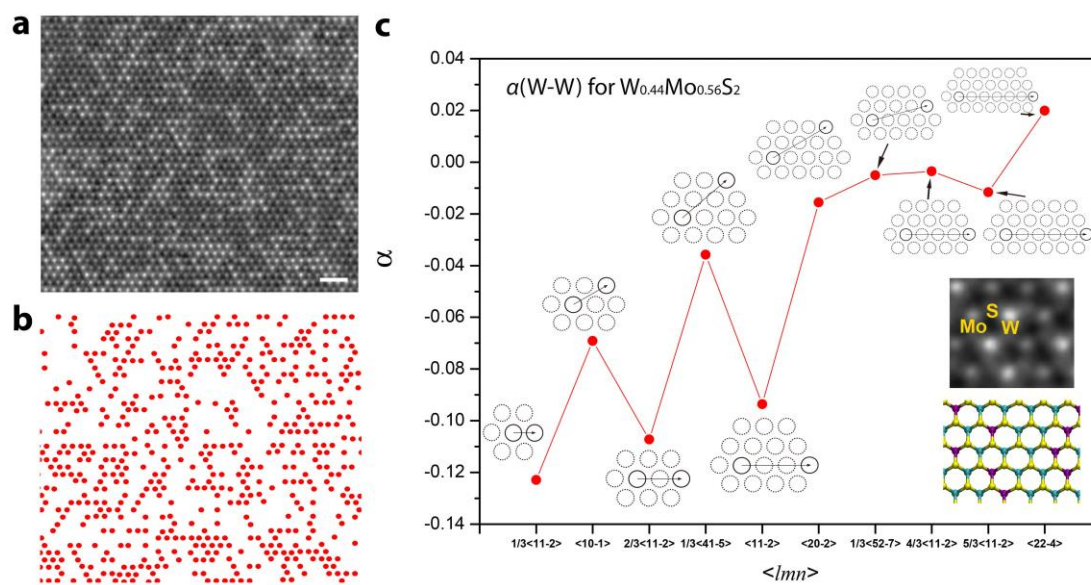 a
b
c
0.04
0.02
0.00
-0.02
-0.04
-0.06
-0.08
-0.10
-0.12
-0.14
α
α(W-W) for W₀.₄₄Mo₀.₅₆S₂
S
Mo W
1/3<11-2> <10-1> 2/3<11-2> 1/3<41-5> <11-2> <20-2> 1/3<52-7> 4/3<11-2> 5/3<11-2> <22-4>
<lmn>